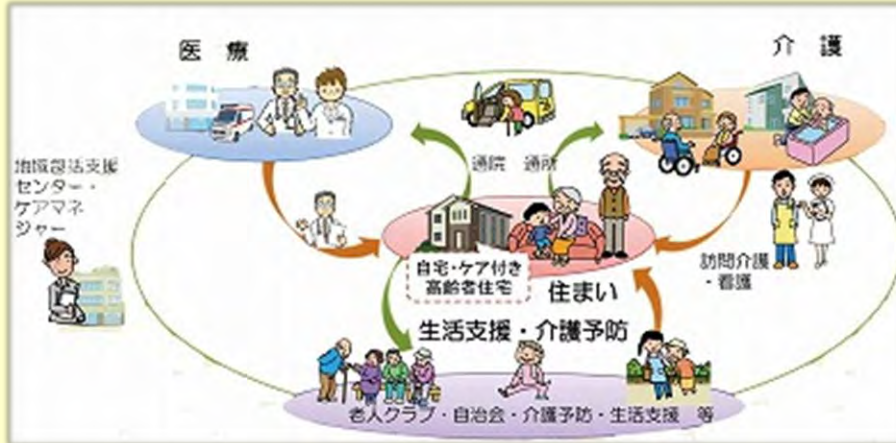 医 療
介 護
通院 通所
地域包括支援
センター・
ケアマネ
ジャー
自宅・ケア付き
高齢者住宅
住まい
訪問介護
・看護
生活支援・介護予防
老人クラブ・自治会・介護予防・生活支援 等